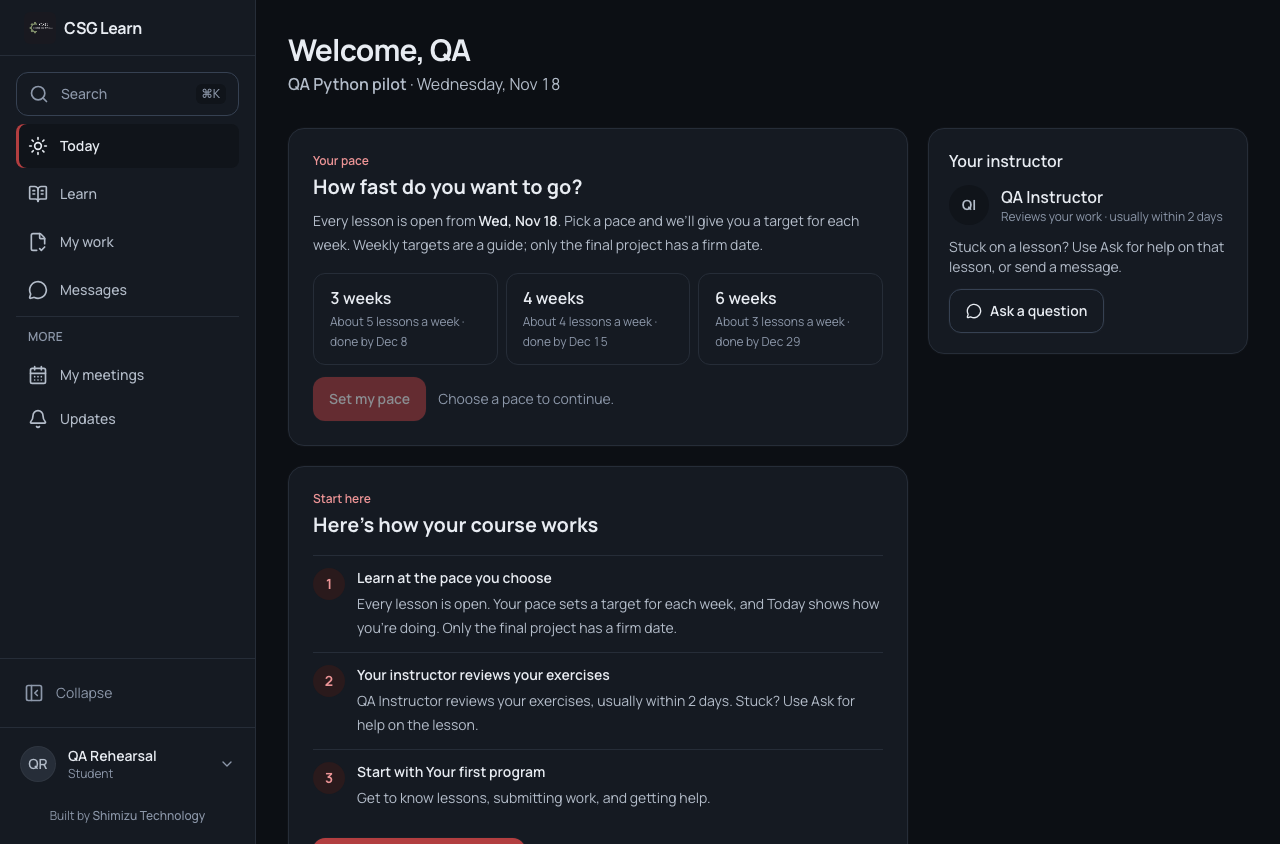 CSG Learn
Search
⌘K
Today
Learn
My work
Messages
MORE
My meetings
Updates
Collapse
QR
QA Rehearsal
Student
Built by Shimizu Technology
Welcome, QA
QA Python pilot · Wednesday, Nov 18
Your pace
How fast do you want to go?
Every lesson is open from Wed, Nov 18. Pick a pace and we'll give you a target for each
week. Weekly targets are a guide; only the final project has a firm date.
3 weeks
About 5 lessons a week ·
done by Dec 8
4 weeks
About 4 lessons a week ·
done by Dec 15
6 weeks
About 3 lessons a week ·
done by Dec 29
Set my pace
Choose a pace to continue.
Start here
Here's how your course works
1
Learn at the pace you choose
Every lesson is open. Your pace sets a target for each week, and Today shows how
you're doing. Only the final project has a firm date.
2
Your instructor reviews your exercises
QA Instructor reviews your exercises, usually within 2 days. Stuck? Use Ask for
help on the lesson.
3
Start with Your first program
Get to know lessons, submitting work, and getting help.
Your instructor
QI
QA Instructor
Reviews your work · usually within 2 days
Stuck on a lesson? Use Ask for help on that
lesson, or send a message.
Ask a question